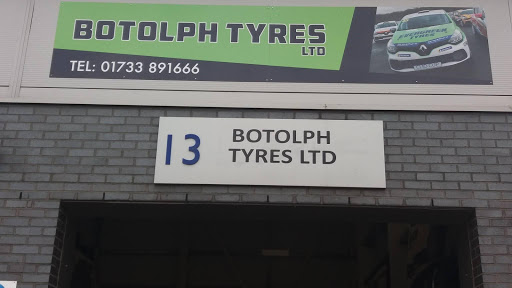 BOTOLPH TYRES
LTD
TEL: 01733 891666
13
BOTOLPH
TYRES LTD